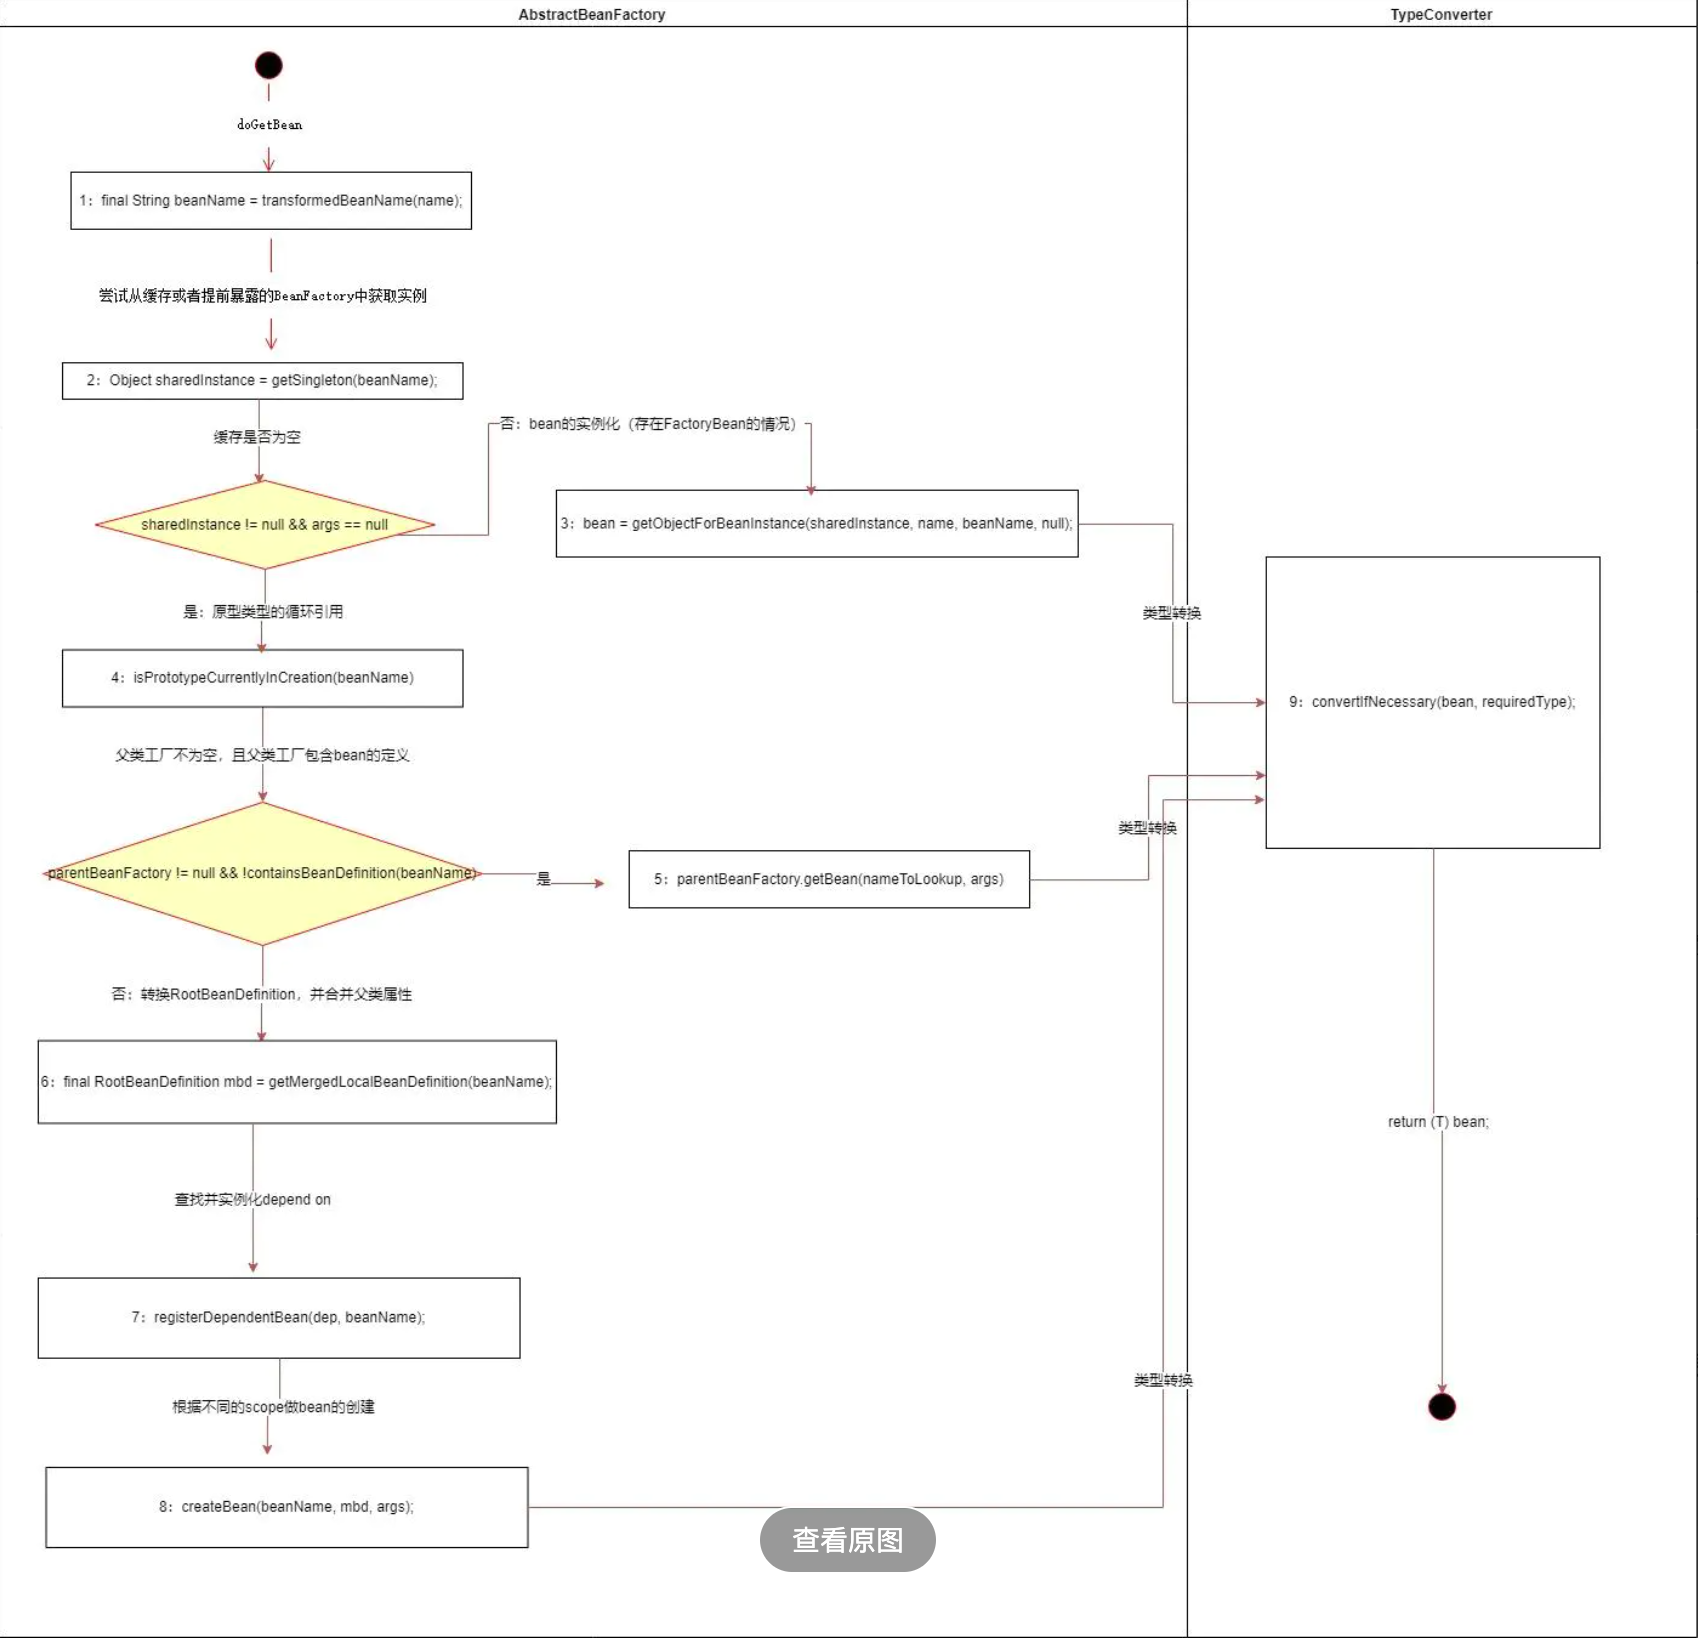 AbstractBeanFactory
TypeConverter
doGetBean
1：final String beanName = transformedBeanName(name);
尝试从缓存或者提前暴露的BeanFactory中获取实例
2：Object sharedInstance = getSingleton(beanName);
缓存是否为空
否：bean的实例化（存在FactoryBean的情况）
sharedInstance != null && args == null
3：bean = getObjectForBeanInstance(sharedInstance, name, beanName, null);
是：原型类型的循环引用
类型转换
4：isPrototypeCurrentlyInCreation(beanName)
9：convertIfNecessary(bean, requiredType);
父类工厂不为空，且父类工厂包含bean的定义
类型转换
parentBeanFactory != null && !containsBeanDefinition(beanName)
是
5：parentBeanFactory.getBean(nameToLookup, args)
否：转换RootBeanDefinition，并合并父类属性
6：final RootBeanDefinition mbd = getMergedLocalBeanDefinition(beanName);
return (T) bean;
查找并实例化depend on
7：registerDependentBean(dep, beanName);
类型转换
根据不同的scope做bean的创建
8：createBean(beanName, mbd, args);
查看原图